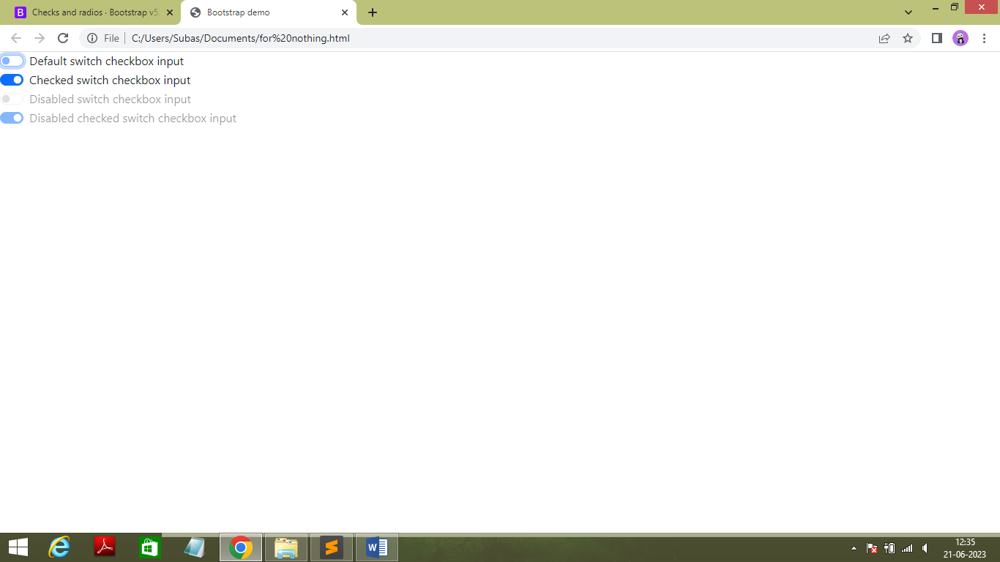 B Checks and radios · Bootstrap v5.
Bootstrap demo
File C:/Users/Subas/Documents/for%20nothing.html
Default switch checkbox input
Checked switch checkbox input
Disabled switch checkbox input
Disabled checked switch checkbox input
12:35
21-06-2023